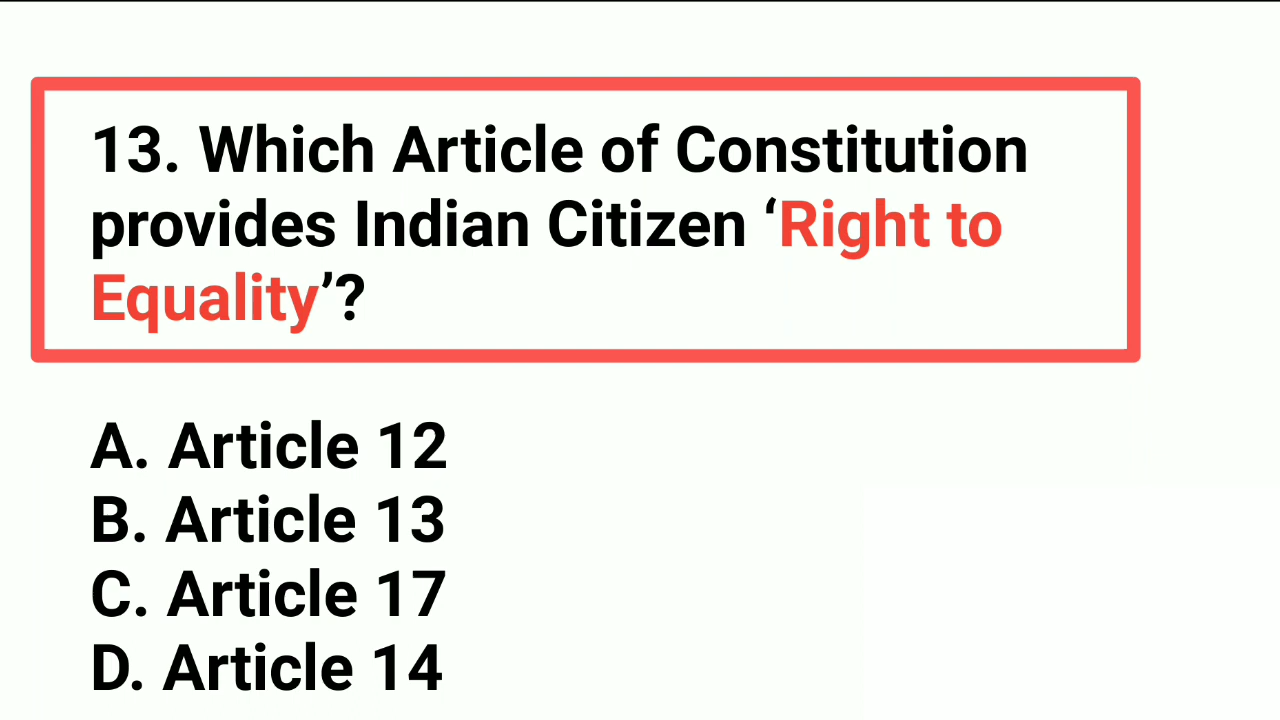 13. Which Article of Constitution
provides Indian Citizen ‘Right to
Equality’?
A. Article 12
B. Article 13
C. Article 17
D. Article 14